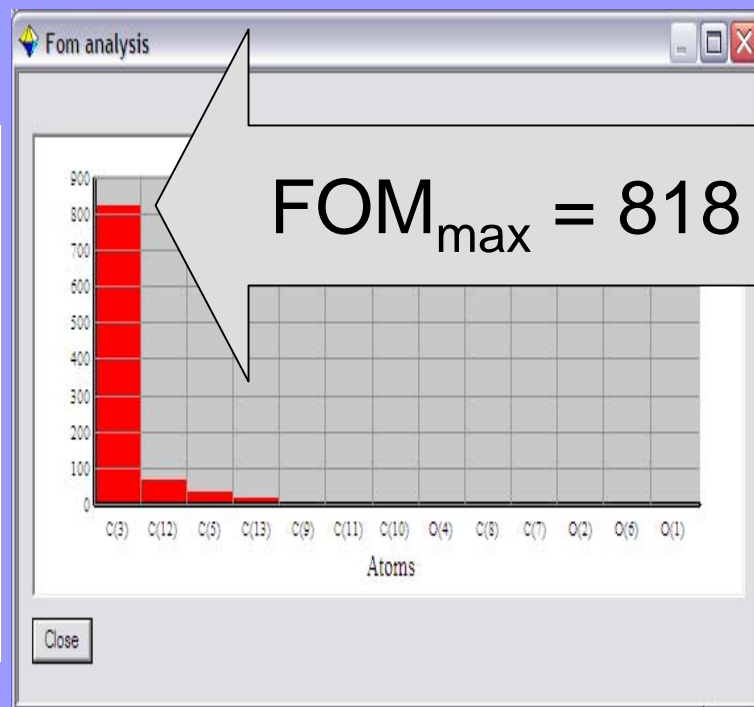 Fom analysis
FOMmax = 818
900
800
700
600
500
400
300
200
100
0
C(3) C(12) C(5) C(13) C(9) C(11) C(10) O(4) C(8) C(7) O(2) O(6) O(1)
Atoms
Close